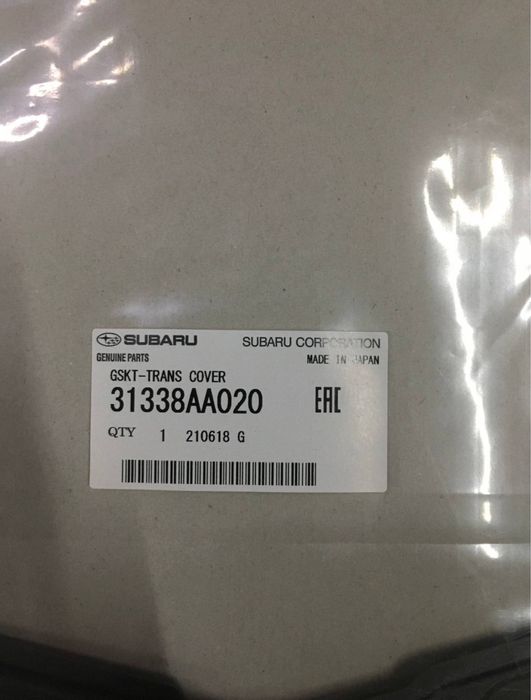 SUBARU SUBARU CORPORATION
GENUINE PARTS MADE IN JAPAN
GSKT-TRANS COVER
31338AA020 EAC
QTY 1 210618 G